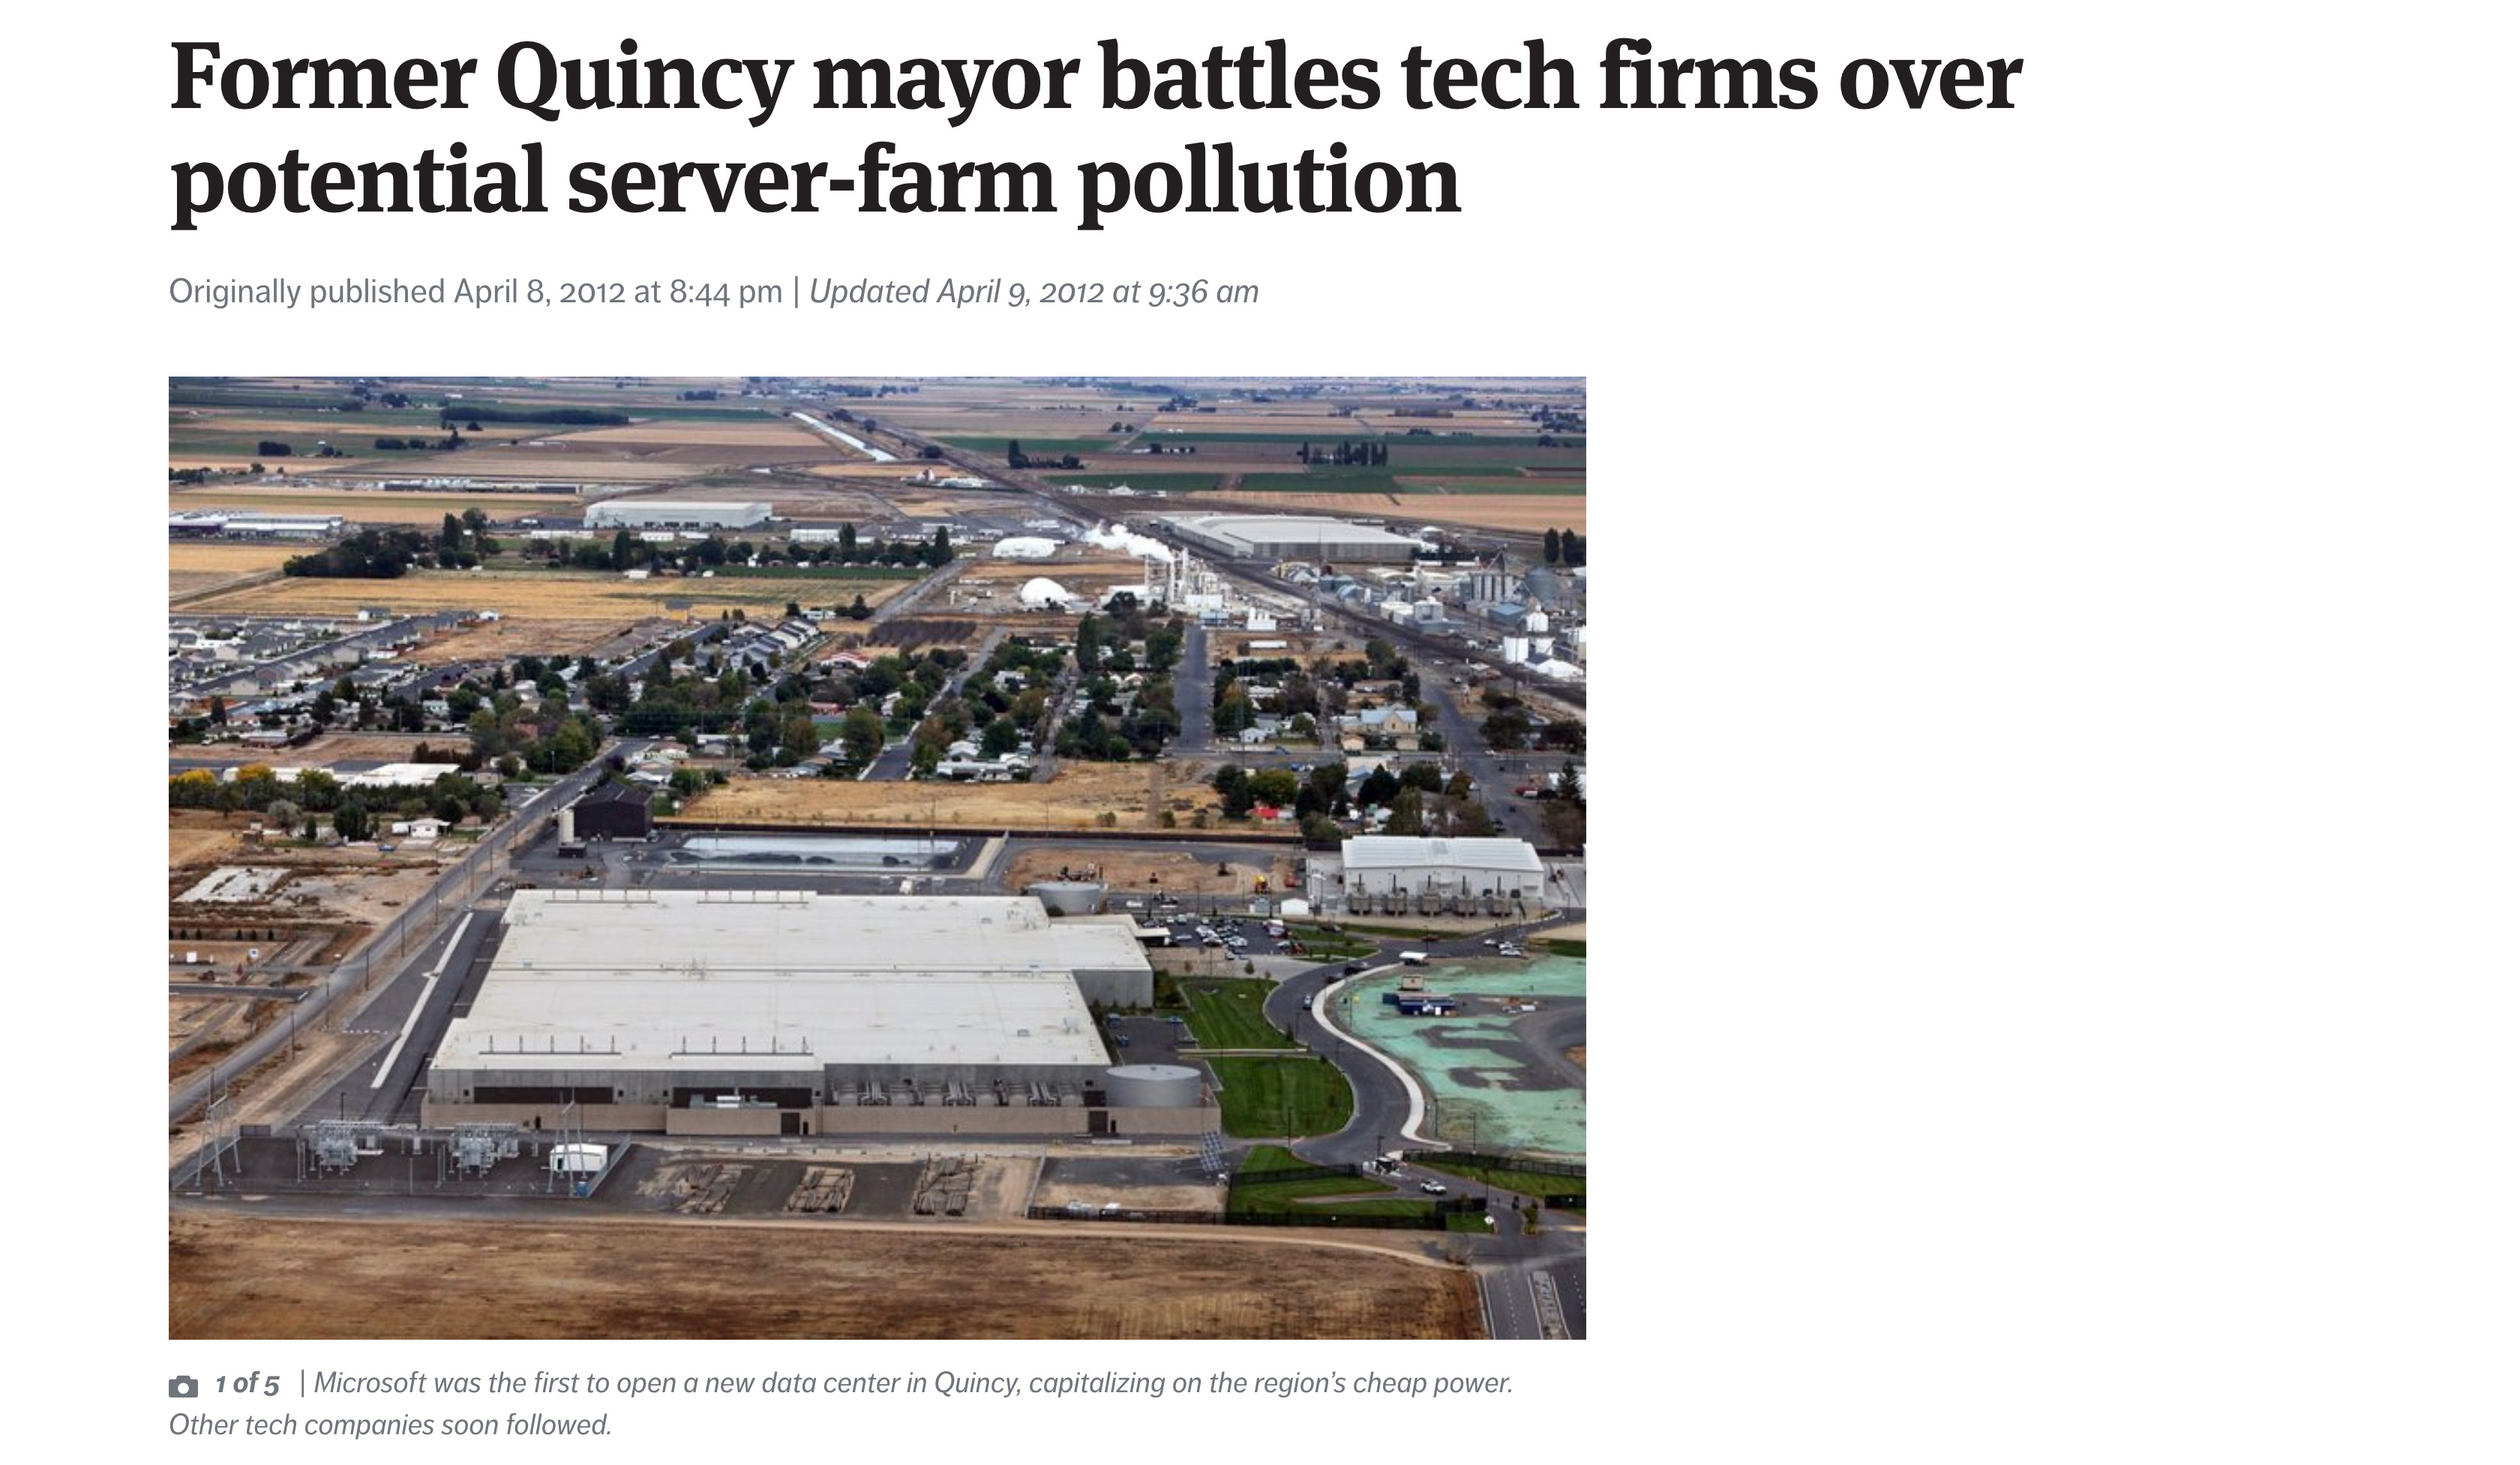 Former Quincy mayor battles tech firms over
potential server-farm pollution
Originally published April 8, 2012 at 8:44 pm | Updated April 9, 2012 at 9:36 am
1 of 5 | Microsoft was the first to open a new data center in Quincy, capitalizing on the region’s cheap power.
Other tech companies soon followed.